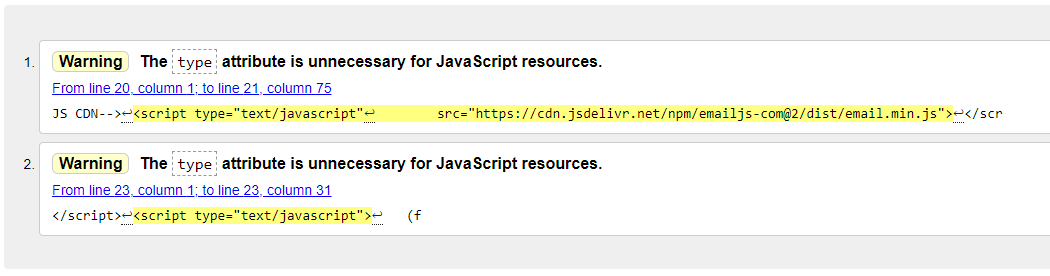 1. Warning The type attribute is unnecessary for JavaScript resources.
From line 20, column 1; to line 21, column 75
JS CDN-->↩<script type="text/javascript"↩        src="https://cdn.jsdelivr.net/npm/emailjs-com@2/dist/email.min.js">↩</scr
2. Warning The type attribute is unnecessary for JavaScript resources.
From line 23, column 1; to line 23, column 31
</script>↩<script type="text/javascript">↩   (f